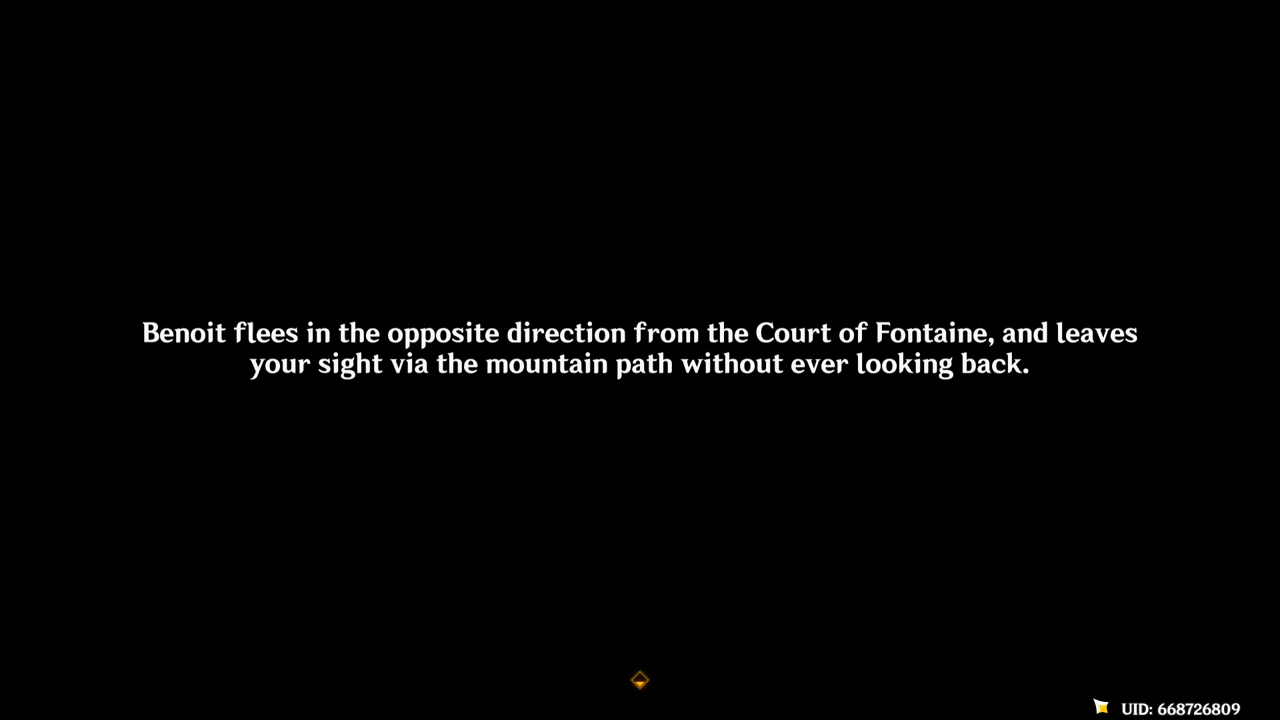 Benoit flees in the opposite direction from the Court of Fontaine, and leaves
your sight via the mountain path without ever looking back.
UID: 668726809